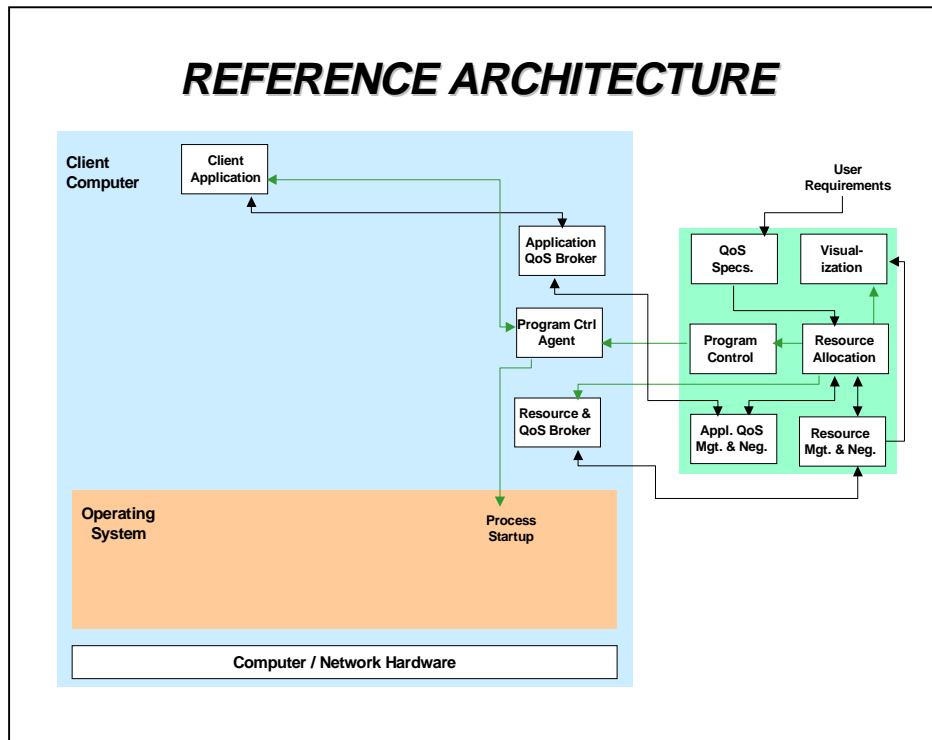 REFERENCE ARCHITECTURE
Client
Computer
Client
Application
User
Requirements
Application
QoS Broker
QoS
Specs.
Visual-
ization
Program Ctrl
Agent
Program
Control
Resource
Allocation
Resource &
QoS Broker
Appl. QoS
Mgt. & Neg.
Resource
Mgt. & Neg.
Operating
System
Process
Startup
Computer / Network Hardware